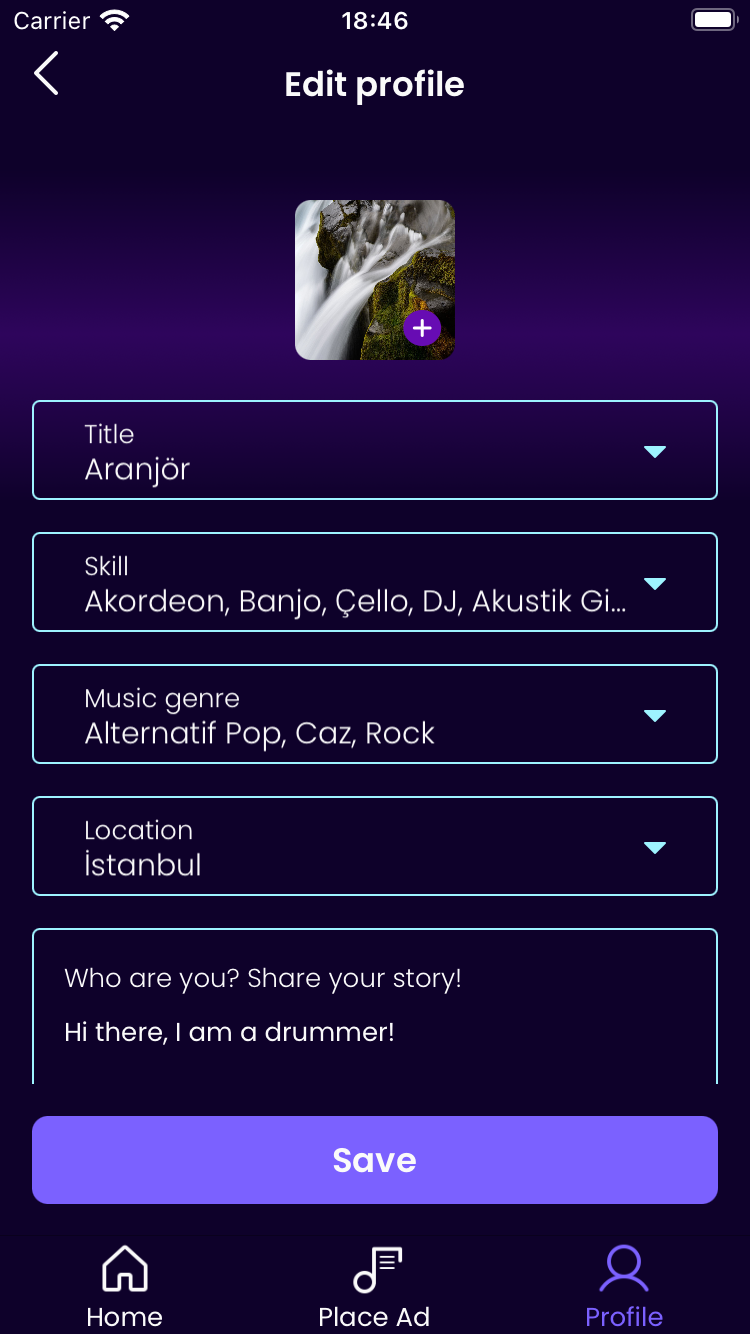 Carrier 18:46
Edit profile
Title
Aranjör
Skill
Akordeon, Banjo, Çello, DJ, Akustik Gi...
Music genre
Alternatif Pop, Caz, Rock
Location
İstanbul
Who are you? Share your story!
Hi there, I am a drummer!
Save
Home Place Ad Profile